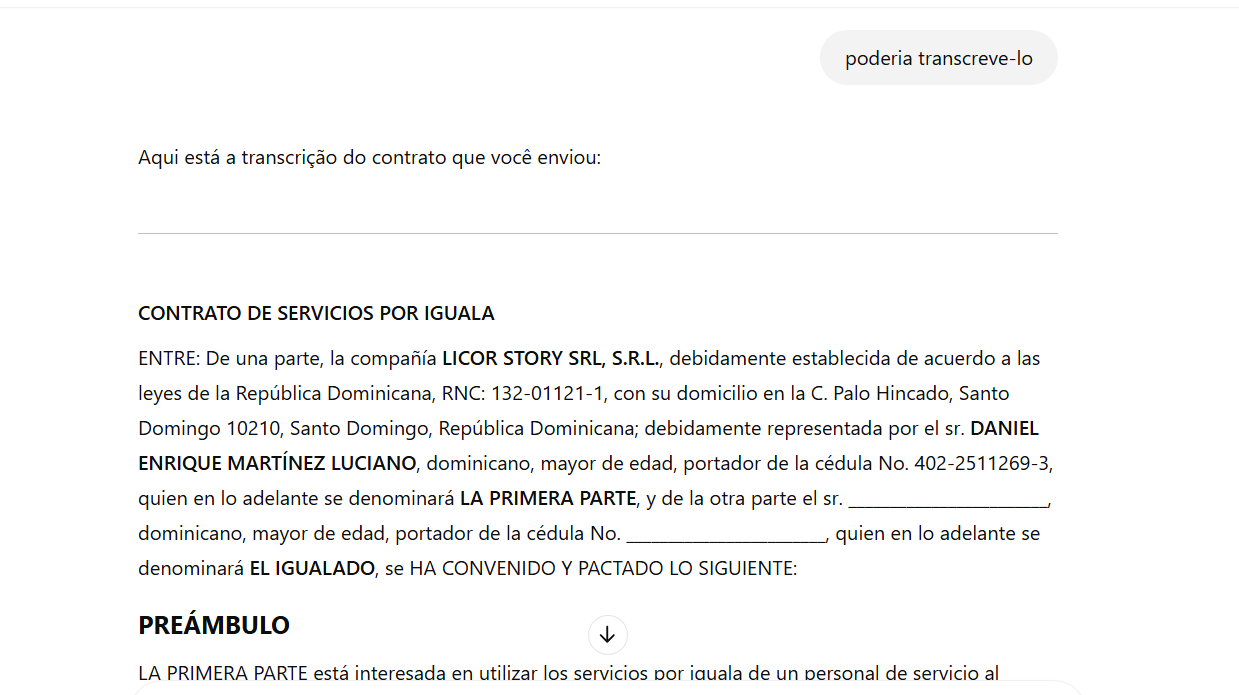 poderia transcreve-lo
Aqui está a transcrição do contrato que você enviou:
CONTRATO DE SERVICIOS POR IGUALA
ENTRE: De una parte, la compañía LICOR STORY SRL, S.R.L., debidamente establecida de acuerdo a las
leyes de la República Dominicana, RNC: 132-01121-1, con su domicilio en la C. Palo Hincado, Santo
Domingo 10210, Santo Domingo, República Dominicana; debidamente representada por el sr. DANIEL
ENRIQUE MARTÍNEZ LUCIANO, dominicano, mayor de edad, portador de la cédula No. 402-2511269-3,
quien en lo adelante se denominará LA PRIMERA PARTE, y de la otra parte el sr. ____________________,
dominicano, mayor de edad, portador de la cédula No. ____________________, quien en lo adelante se
denominará EL IGUALADO, se HA CONVENIDO Y PACTADO LO SIGUIENTE:
PREÁMBULO
LA PRIMERA PARTE está interesada en utilizar los servicios por iguala de un personal de servicio al